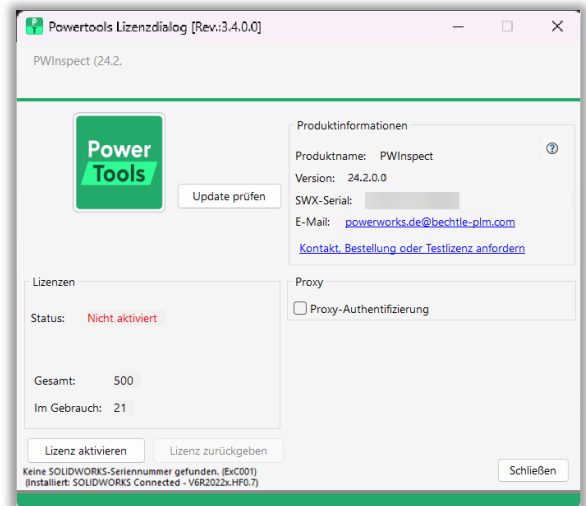 P
T
Powertools Lizenzdialog [Rev.:3.4.0.0]
PWInspect (24.2.
Power
Tools
Update prüfen
Produktinformationen
Produktname: PWInspect
Version: 24.2.0.0
SWX-Serial:
E-Mail: powerworks.de@bechtle-plm.com
Kontakt, Bestellung oder Testlizenz anfordern
Lizenzen
Status: Nicht aktiviert
Gesamt: 500
Im Gebrauch: 21
Proxy
Proxy-Authentifizierung
Lizenz aktivieren
Lizenz zurückgeben
Keine SOLIDWORKS-Seriennummer gefunden. (ExC001)
(Installiert: SOLIDWORKS Connected - V6R2022x.HF0.7)
Schließen